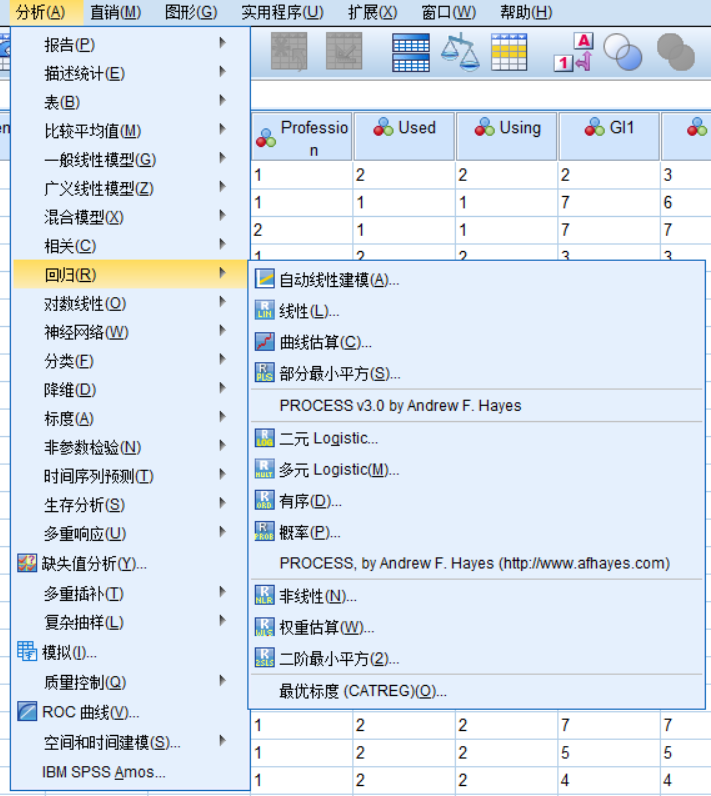 分析(A) 直销(M) 图形(G) 实用程序(U) 扩展(X) 窗口(W) 帮助(H)
报告(P)
描述统计(E)
表(B)
比较平均值(M)
一般线性模型(G)
广义线性模型(Z)
混合模型(X)
相关(C)
回归(R)
对数线性(O)
神经网络(W)
分类(F)
降维(D)
标度(A)
非参数检验(N)
时间序列预测(T)
生存分析(S)
多重响应(U)
缺失值分析(Y)...
多重插补(T)
复杂抽样(L)
模拟(I)...
质量控制(Q)
ROC 曲线(V)...
空间和时间建模(S)...
IBM SPSS Amos...
A
1
Professio
n
Used Using GI1
1 2 2 2 3
1 1 1 7 6
2 1 1 7 7
1 2 2 3 3
自动线性建模(A)...
线性(L)...
曲线估算(C)...
部分最小平方(S)...
PROCESS v3.0 by Andrew F. Hayes
二元 Logistic...
多元 Logistic(M)...
有序(D)...
概率(P)...
PROCESS, by Andrew F. Hayes (http://www.afhayes.com)
非线性(N)...
权重估算(W)...
二阶最小平方(2)...
最优标度 (CATREG)(O)...
1 2 2 7 7
1 2 2 5 5
1 2 2 4 4